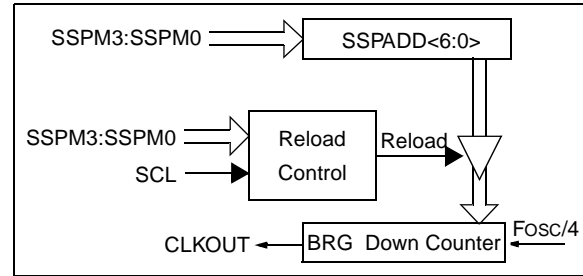 SSPM3:SSPM0
SSPADD<6:0>
SSPM3:SSPM0
SCL
Reload
Control
Reload
CLKOUT
BRG Down Counter
FOSC/4